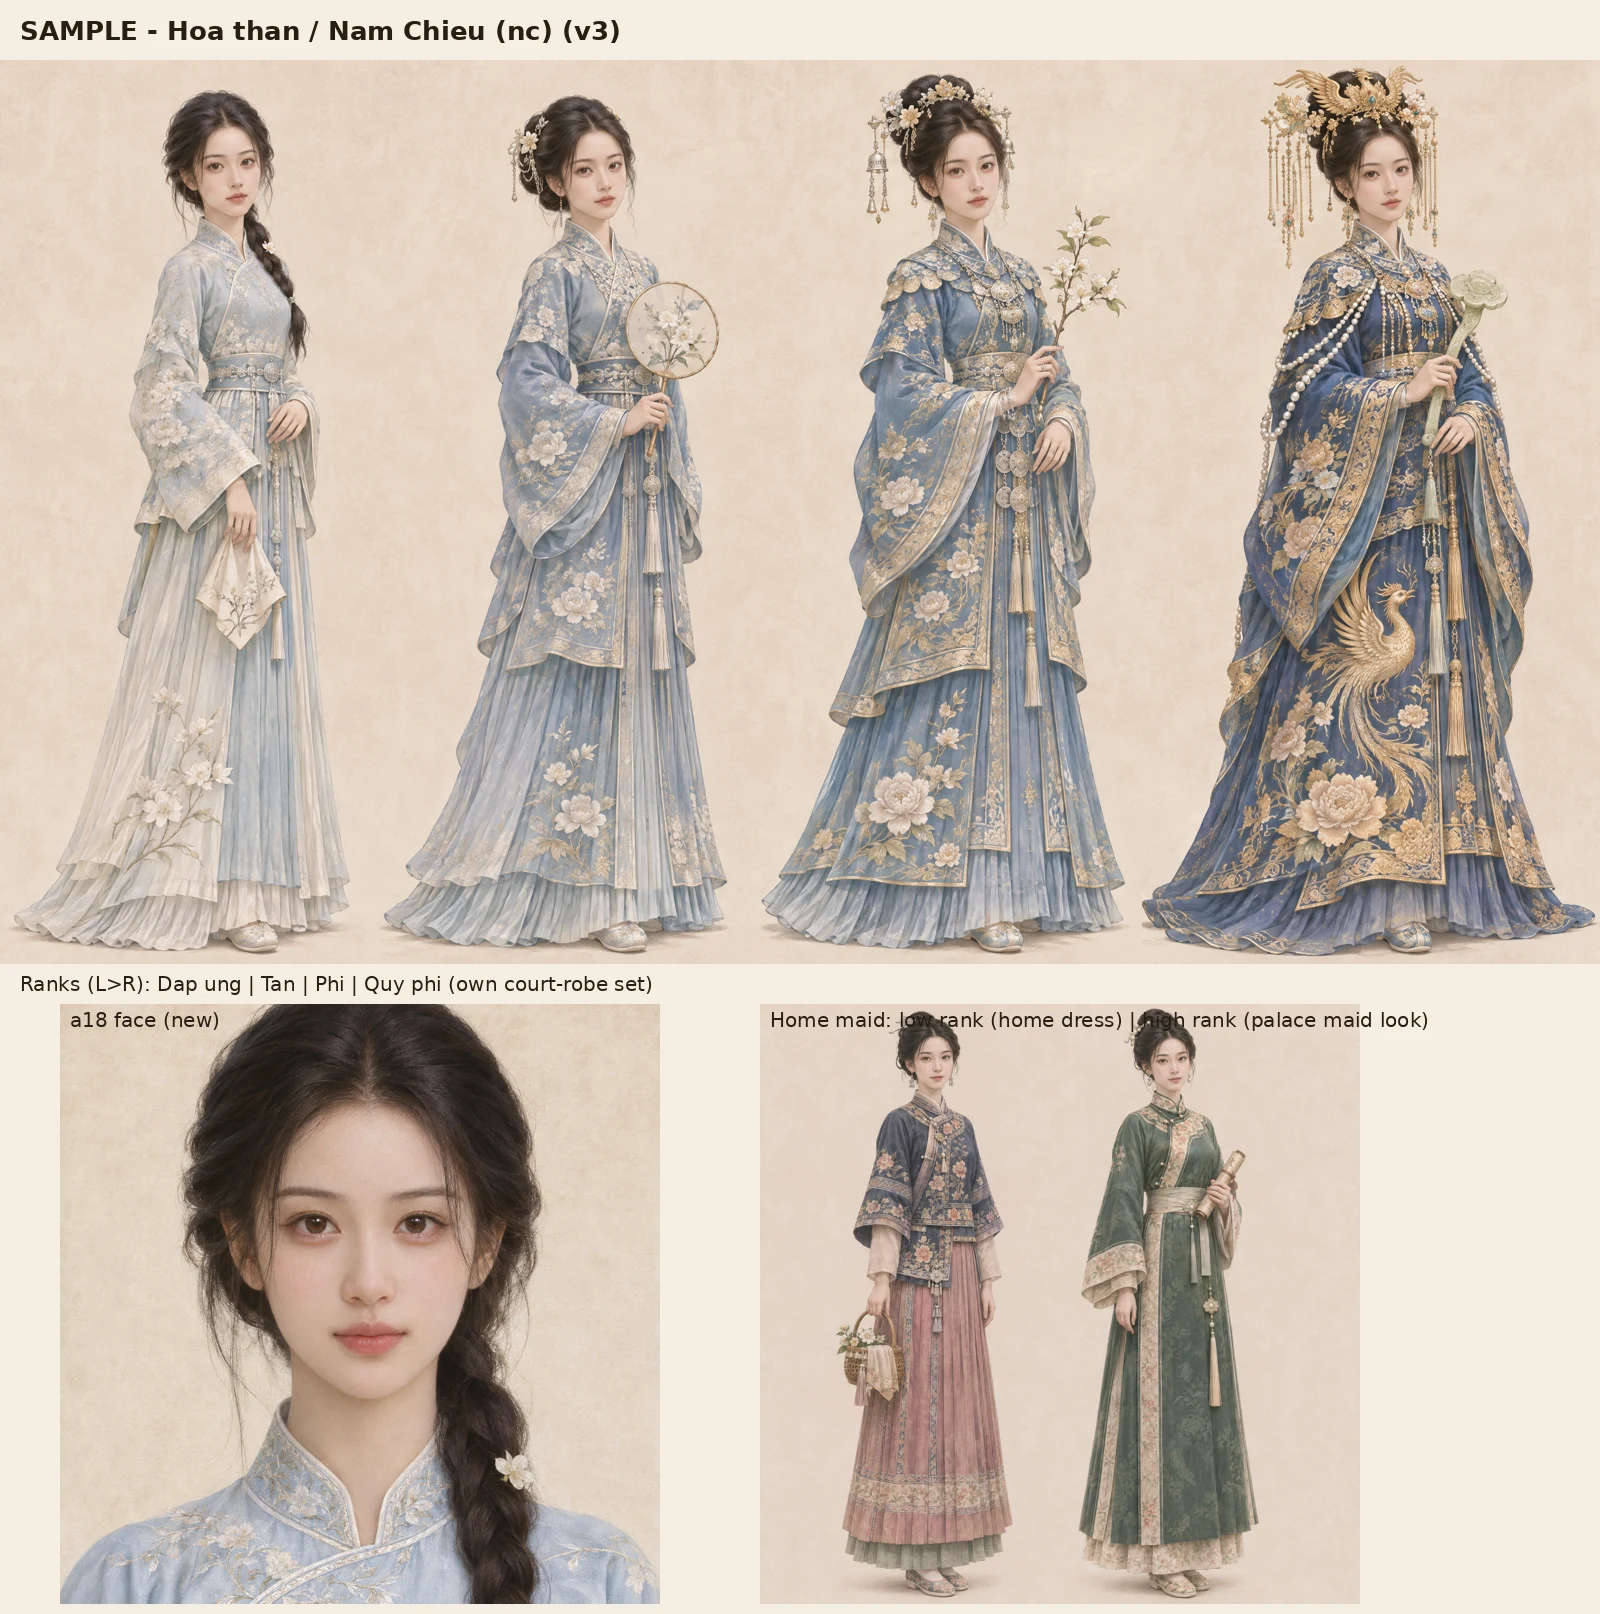 SAMPLE - Hoa than / Nam Chieu (nc) (v3)
Ranks (L>R): Dap ung | Tan | Phi | Quy phi (own court-robe set)
a18 face (new)
Home maid: low rank (home dress) | high rank (palace maid look)